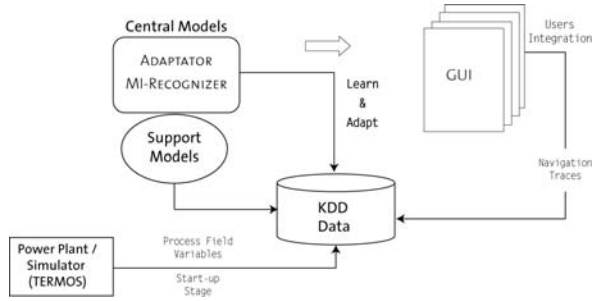 Central Models
ADAPTATOR
MI-RECOGNIZER
Support
Models
Learn
&
Adapt
GUI
Users
Integration
Navigation
Traces
KDD
Data
Power Plant /
Simulator
(TERMOS)
Process Field
Variables
Start-up
Stage